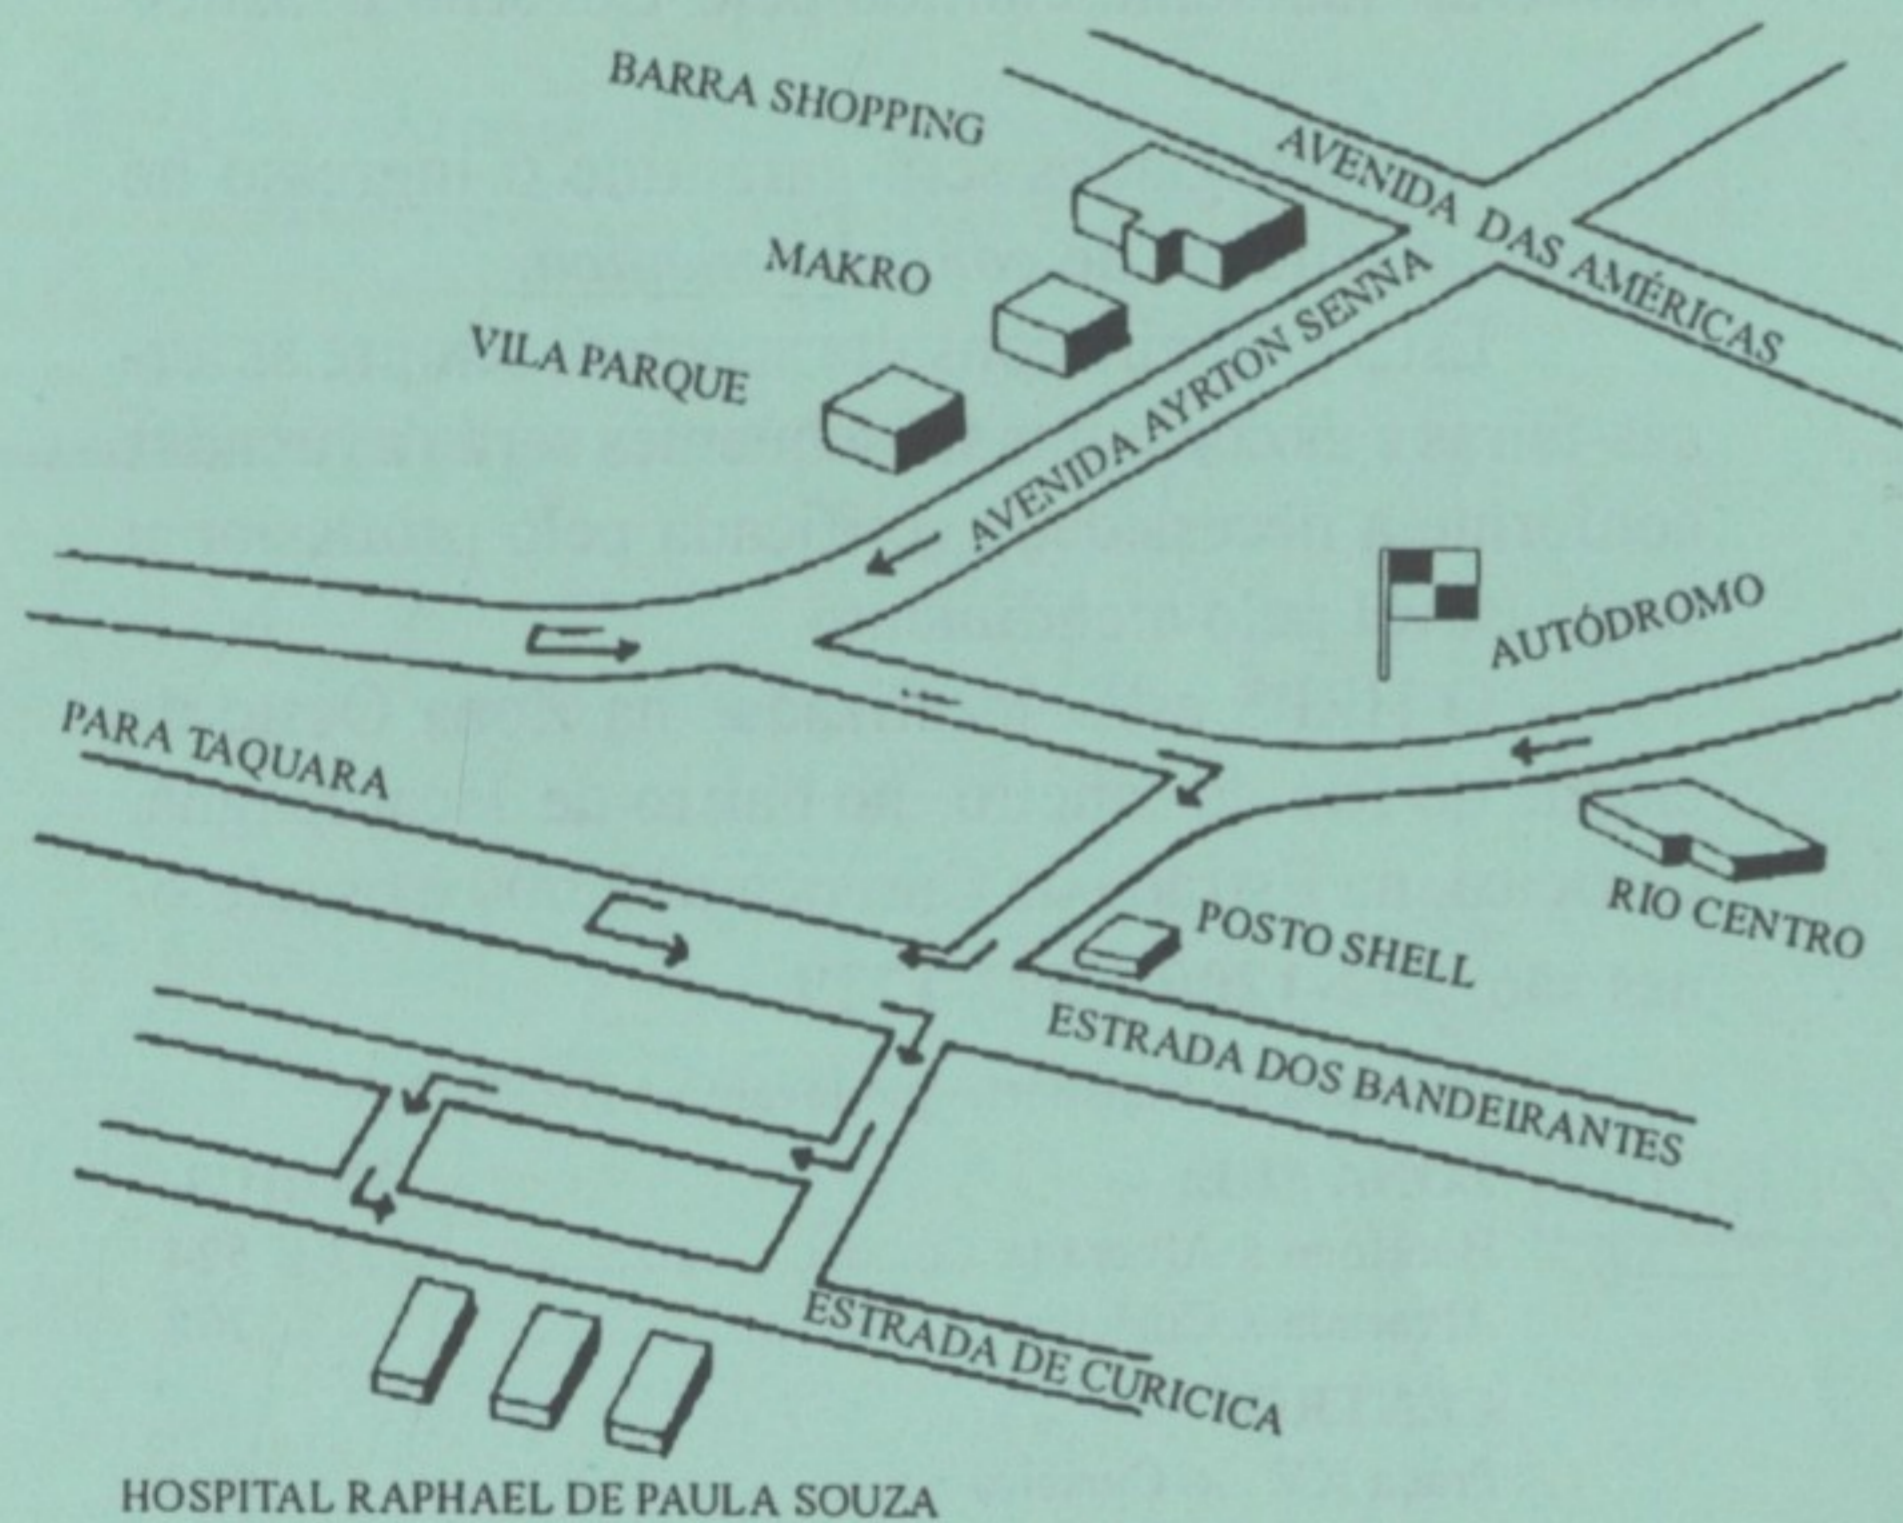 BARRA SHOPPING
AVENIDA DAS AMÉRICAS
MAKRO
VILA PARQUE
AVENIDA AYRTON SENNA
AUTÓDROMO
PARA TAQUARA
RIO CENTRO
POSTO SHELL
ESTRADA DOS BANDEIRANTES
ESTRADA DE CURICICA
HOSPITAL RAPHAEL DE PAULA SOUZA